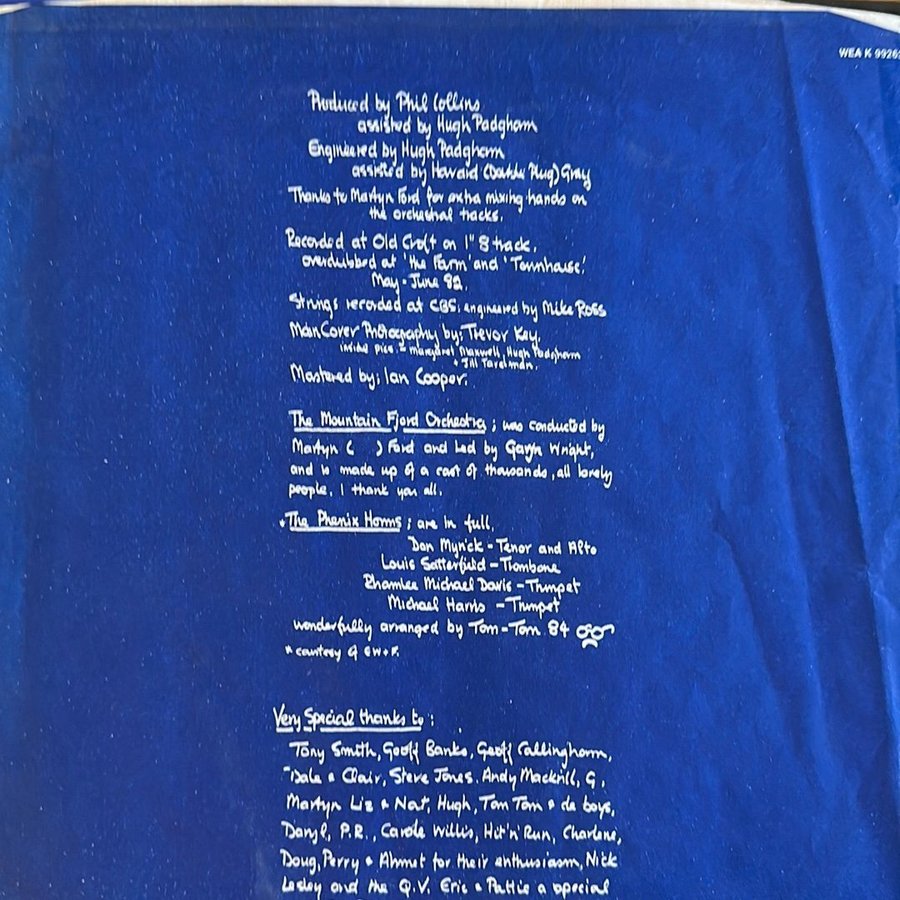 WEA K 9926
Produced by Phil Collins
assisted by Hugh Padgham
Engineered by Hugh Padgham
assisted by Howard (Plug) Gray
Thanks to Martyn Ford for extra mixing hands on
the orchestral tracks.
Recorded at Old Croft on 1" 8 track,
overdubbed at 'the Farm' and 'Townhouse'.
May - June 82.
Strings recorded at CBS; engineered by Mike Ross
Main Cover Photography by; Trevor Key.
inside pics - Margaret Maxwell, Hugh Padgham
+ Jill
Mastered by; Ian Cooper.
The Mountain Fjord Orchestra; was conducted by
Martyn ( ) Ford and Led by Gavyn Wright,
and is made up of a cast of thousands, all lovely
people. I thank you all.
*The Phenix Horns; are in full,
Don Myrick - Tenor and Alto
Louis Satterfield - Trombone
Rhamlee Michael Davis - Trumpet
Michael Harris - Trumpet
wonderfully arranged by Tom-Tom 84
* courtesy of EW+F.
Very Special thanks to:
Tony Smith, Geoff Banks, Geoff Callingham,
Dale + Clair, Steve Jones, Andy Mackrill, G,
Martyn Liz + Nat, Hugh, Tom Tom + de boys,
Daryl, P.R., Carole Willis, Hit'n'Run, Charlene,
Doug, Perry + Ahmet for their enthusiasm, Nick
Lesley and the Q.V. Eric + Pattie a special